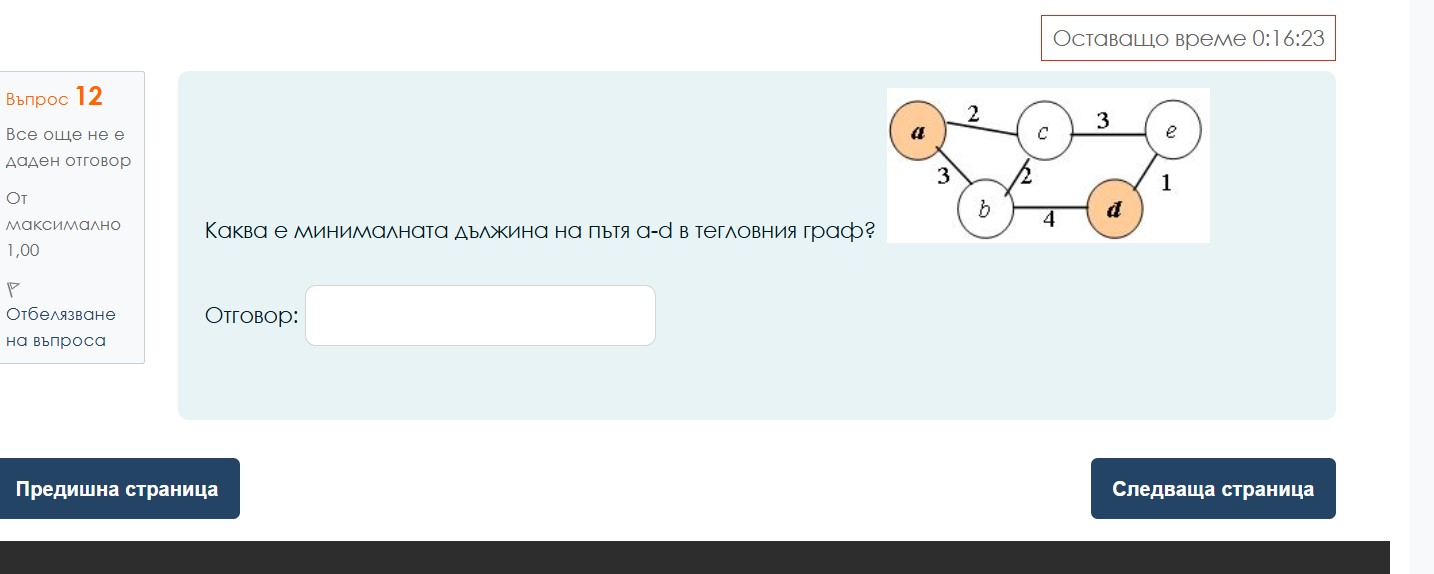 Оставащо време 0:16:23
Въпрос 12
Все още не е
даден отговор
От
максимално
1,00
Отбелязване
на въпроса
a
2
c
3
e
3
2
1
b
4
d
Каква е минималната дължина на пътя a-d в тегловния граф?
Отговор:
Предишна страница
Следваща страница